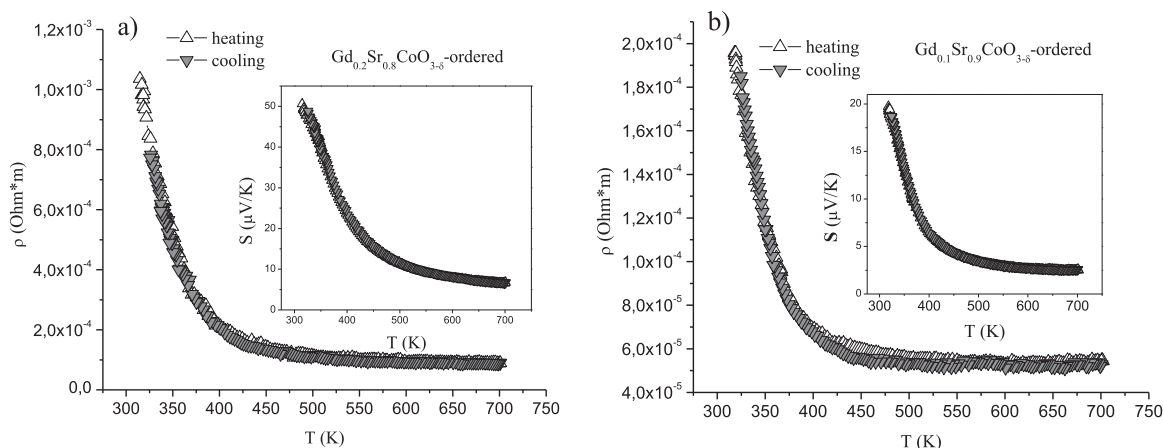 a)
heating
cooling
Gd0.2Sr0.8CoO3-δ-ordered
1,2x10-3
1,0x10-3
8,0x10-4
6,0x10-4
4,0x10-4
2,0x10-4
0,0
ρ (Ohm*m)
300 350 400 450 500 550 600 650 700 750
T (K)
50
40
30
20
10
0
S (μV/K)
300 400 500 600 700
T (K)
b)
heating
cooling
Gd0.1Sr0.9CoO3-δ-ordered
2,0x10-4
1,8x10-4
1,6x10-4
1,4x10-4
1,2x10-4
1,0x10-4
8,0x10-5
6,0x10-5
4,0x10-5
ρ (Ohm*m)
300 350 400 450 500 550 600 650 700 750
T (K)
20
15
10
5
0
S (μV/K)
300 400 500 600 700
T (K)